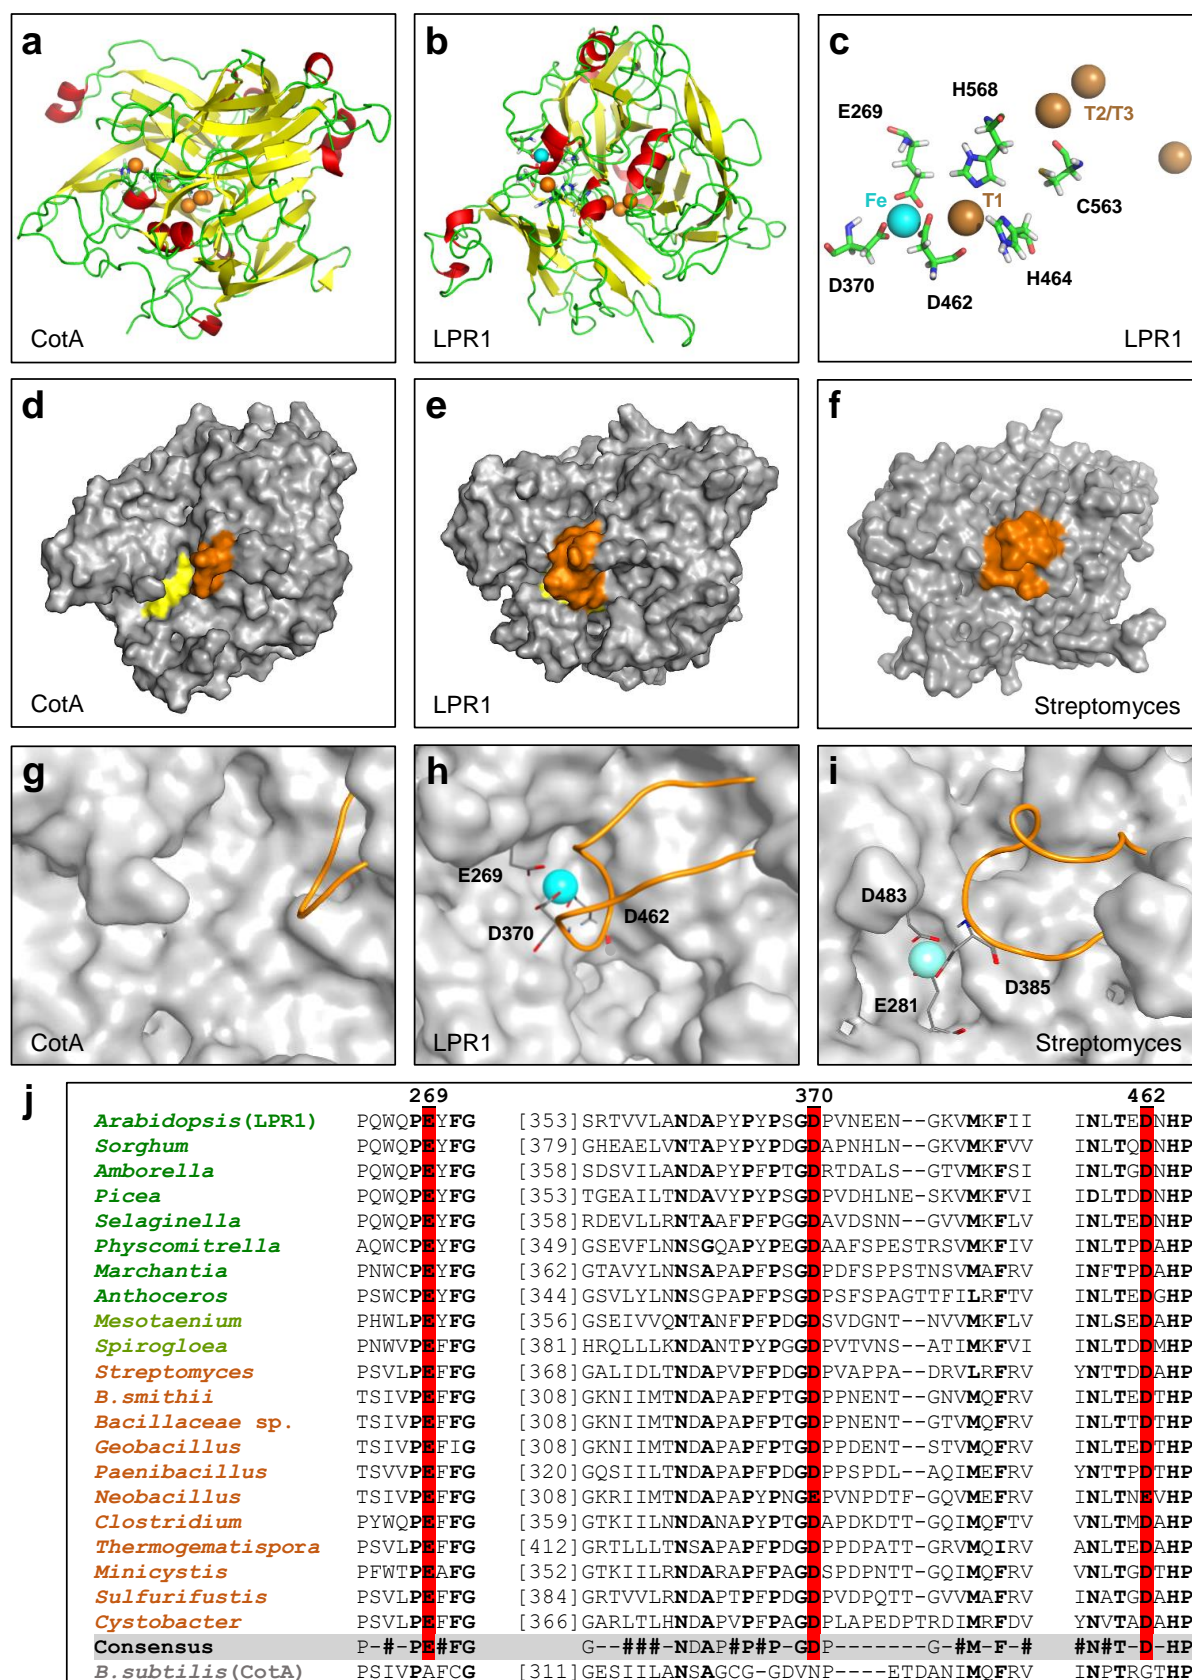 a
CotA
b
LPR1
c
H568
E269
T2/T3
Fe
T1
C563
H464
D370
D462
LPR1
d
CotA
e
LPR1
f
Streptomyces
g
CotA
h
E269
D370
D462
LPR1
i
D483
D385
E281
Streptomyces
j
269 370 462
Arabidopsis(LPR1) PQWQPEYFG [353]SRTVVLANDAPYPYPSGDPVNEEN--GKVMKFII INLTEDNHP
Sorghum PQWQPEYFG [379]GHEAELVNTAPYPYPDGDAPNHLN--GKVMKFVV INLTQDNHP
Amborella PQWQPEYFG [358]SDSVILANDAPYPFPTGDRTDALS--GTVMKFSI INLTGDNHP
Picea PQWQPEYFG [353]TGEAILTNDAVYPYPSGDPVDHLNE-SKVMKFVI IDLTDDNHP
Selaginella PQWQPEYFG [358]RDEVLLRNTAAFPFPGGDAVDSNN--GVVMKFLV INLTEDNHP
Physcomitrella AQWCPEYFG [349]GSEVFLNNSGQAPYPEGDAAFSPESTRSVMKFIV INLTPDAHP
Marchantia PNWCPEYFG [362]GTAVYLNNSAPAPFPSGDPDFSPPSTNSVMAFRV INFTPDAHP
Anthoceros PSWCPEYFG [344]GSVLYLNNSGPAPFPSGDPSFSPAGTTFILRFTV INLTEDGHP
Mesotaenium PHWLPEYFG [356]GSEIVVQNTANFPFPDGDSVDGNT--NVVMKFVI INLSEDAHP
Spirogloea PNWVPEFFG [381]HRQLLLKNDANTPYPGGDPVTVNS--ATIMKFVI INLTDDMHP
Streptomyces PSVLPEFFG [368]GALIDLTNDAPVPFPDGDPVAPPA--DRVLRFRV YNTTDDAHP
B.smithii TSIVPEFFG [308]GKNIIMTNDAPAPFPTGDPPNENT--GNVMQFRV INLTEDTHP
Bacillaceae sp. TSIVPEFFG [308]GKNIIMTNDAPAPFPTGDPPNENT--GTVMQFRV INLTTDTHP
Geobacillus TSIVPEFIG [308]GKNIIMTNDAPAPFPTGDPPDENT--STVMQFRV INLTEDTHP
Paenibacillus TSVVPEFFG [320]GQSIILTNDAPAPFPDGDPPSPDL--AQIMEFRV YNTTPDTHP
Neobacillus TSIVPEFFG [308]GKRIIMTNDAPAPYPNGEPVNPDTF-GQVMEFRV INLTNEVHP
Clostridium PYWQPEFFG [359]GTKIILTNDANAPYPTGDAPDKDTT-GQIMQFTV VNLTMDAHP
Thermogematispora PSVLPEFFG [412]GRTLLLTNSAPAPFPTGDPPDPATT-GRVMQIRV ANLTEDAHP
Minicystis PFWTPEAFG [352]GTKIILRNDARAPFPAGDSPPDPTT-GQIMQFRV VNLTGDTHP
Sulfurifustis PSVLPEFFG [384]GRTVVLRNDAPTPFPDGDPVDPQTT-GVVMAFRV INATGDAHP
Cystobacter PSVLPEFFG [366]GARLTLHNDAPVPFPAGDPLAPEDPTRDIMRFDV YNVTADAHP
Consensus P-#-PE#FG G--###-NDAP#P#P-GDP--------G-#M-F-# #N#T-D-HP
B.subtilis(CotA) PSIVPAFCG [311]GESIILANSAGCG-GDVNP----ETDANIMQFRV INPTRGTHP